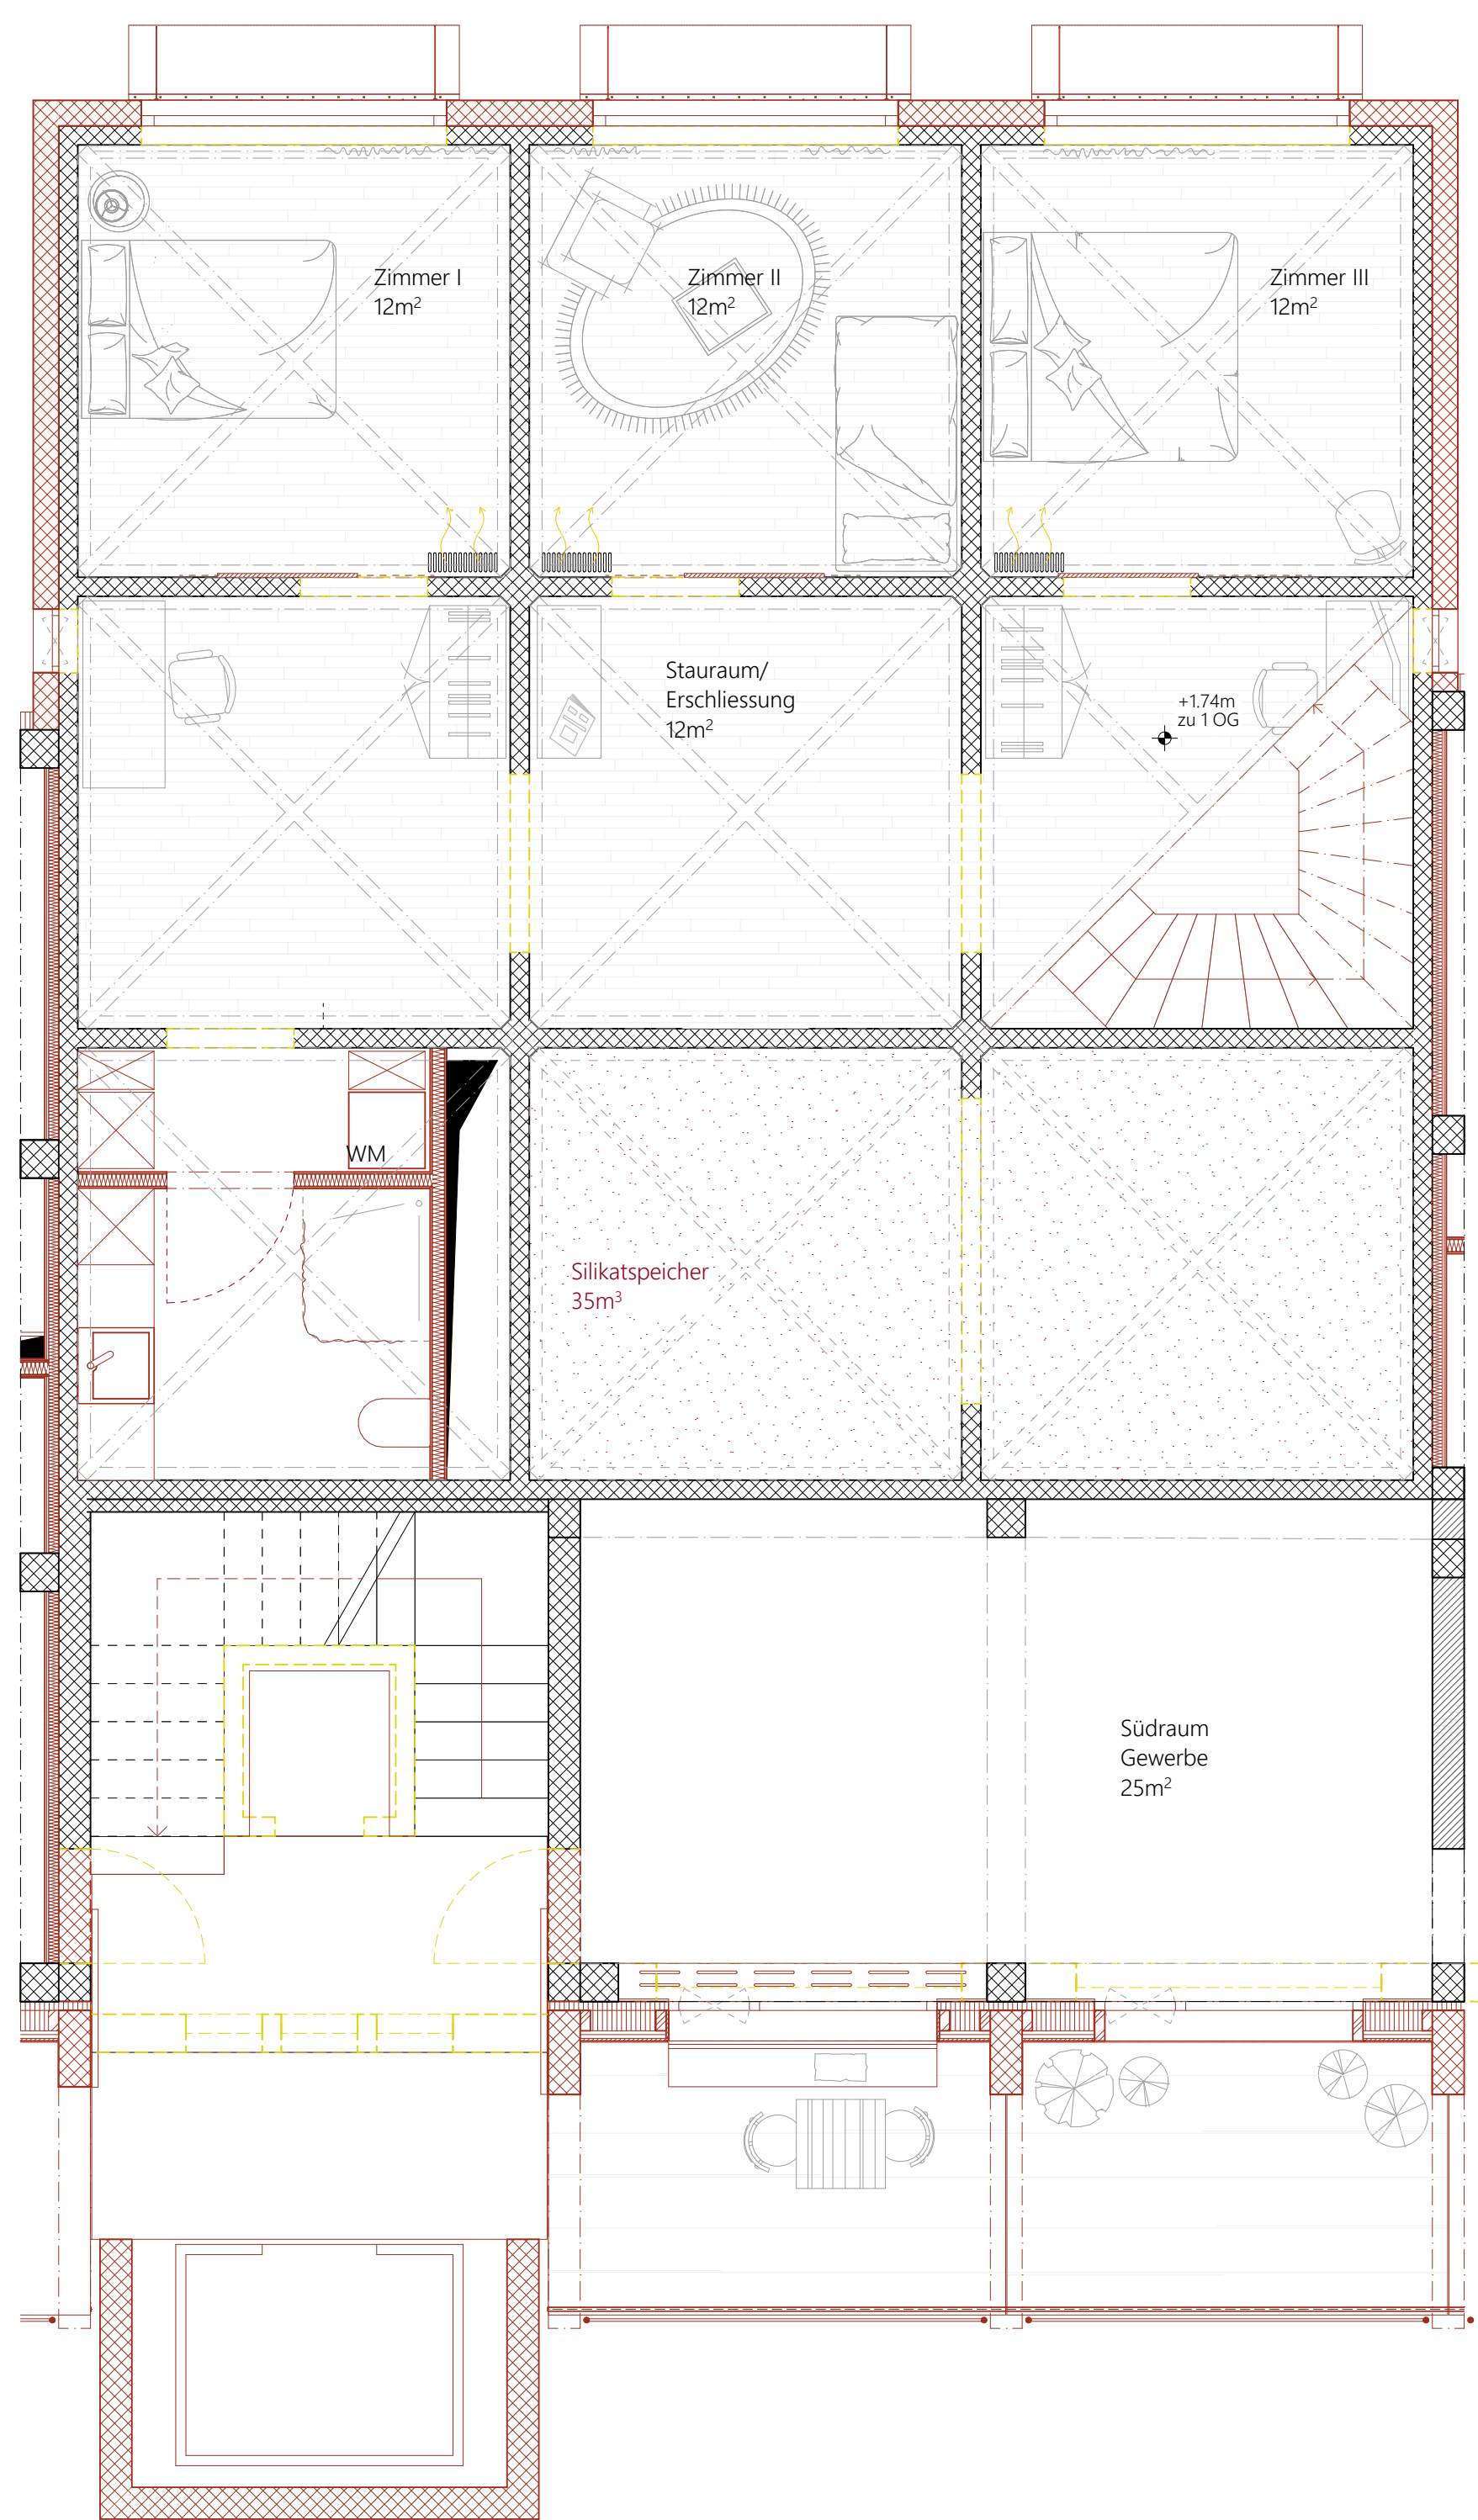 Zimmer I
12m²
Zimmer II
12m²
Zimmer III
12m²
Stauraum/
Erschliessung
12m²
+1.74m
zu 1 OG
WM
Silikatspeicher
35m³
Südraum
Gewerbe
25m²